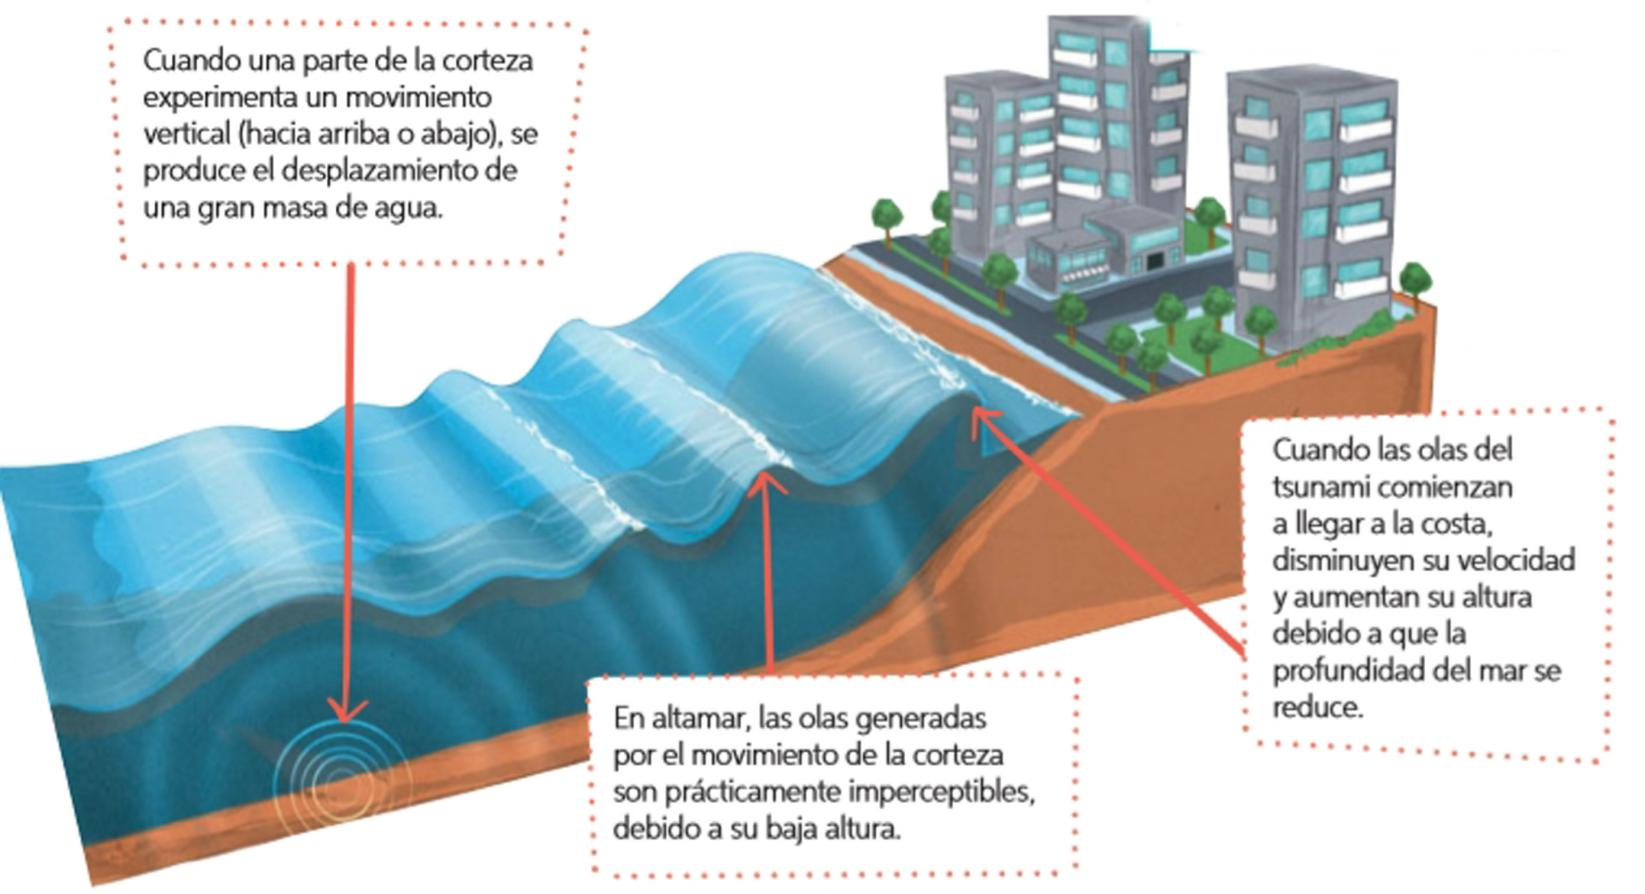 Cuando una parte de la corteza
experimenta un movimiento
vertical (hacia arriba o abajo), se
produce el desplazamiento de
una gran masa de agua.
En altamar, las olas generadas
por el movimiento de la corteza
son prácticamente imperceptibles,
debido a su baja altura.
Cuando las olas del
tsunami comienzan
a llegar a la costa,
disminuyen su velocidad
y aumentan su altura
debido a que la
profundidad del mar se
reduce.